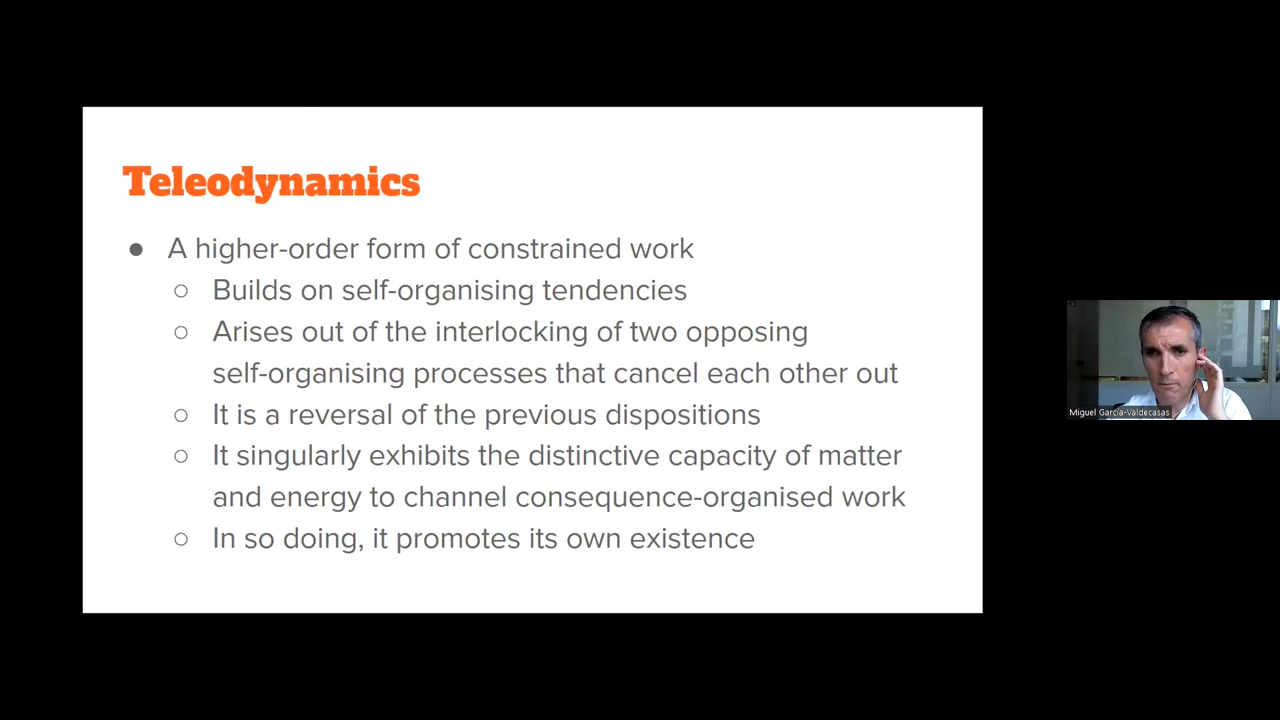 Teleodynamics
● A higher-order form of constrained work
○ Builds on self-organising tendencies
○ Arises out of the interlocking of two opposing
self-organising processes that cancel each other out
○ It is a reversal of the previous dispositions
○ It singularly exhibits the distinctive capacity of matter
and energy to channel consequence-organised work
○ In so doing, it promotes its own existence
Miguel García-Valdecasas